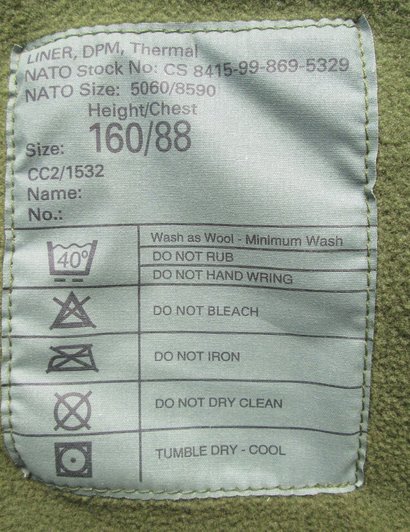 LINER, DPM, Thermal
NATO Stock No: CS 8415-99-869-5329
NATO Size: 5060/8590
Height/Chest
Size: 160/88
CC2/1532
Name:
No.:
40° Wash as Wool - Minimum Wash
DO NOT RUB
DO NOT HAND WRING
DO NOT BLEACH
DO NOT IRON
DO NOT DRY CLEAN
TUMBLE DRY - COOL